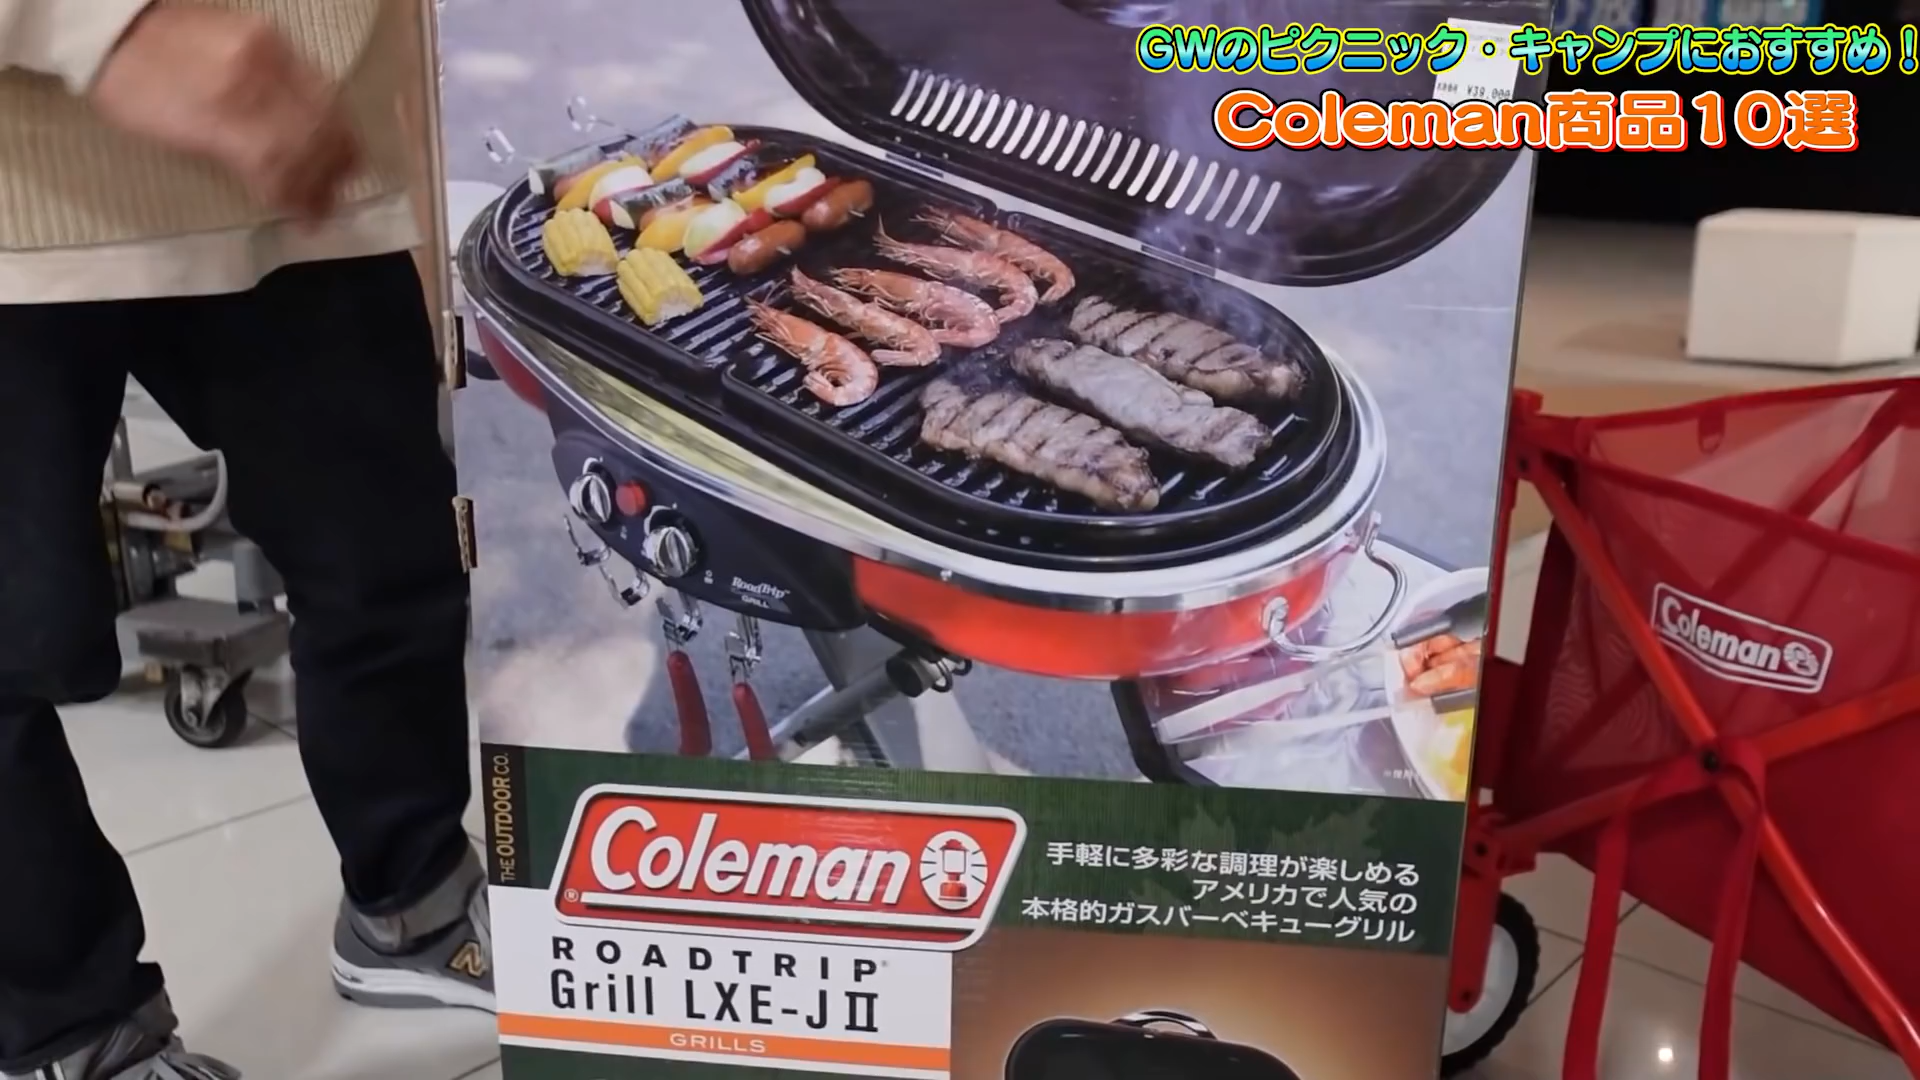 GWのピクニック・キャンプにおすすめ！
Coleman商品10選
¥39,000
RoadTrip
GRILL
Coleman
THE OUTDOOR CO.
Coleman
手軽に多彩な調理が楽しめる
アメリカで人気の
本格的ガスバーベキューグリル
ROADTRIP
Grill LXE-JⅡ
GRILLS
N